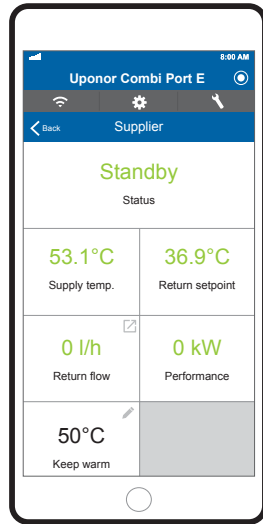 8:00 AM
Uponor Combi Port E
Back
Supplier
Standby
Status
53.1°C
36.9°C
Supply temp.
Return setpoint
0 l/h
0 kW
Return flow
Performance
50°C
Keep warm